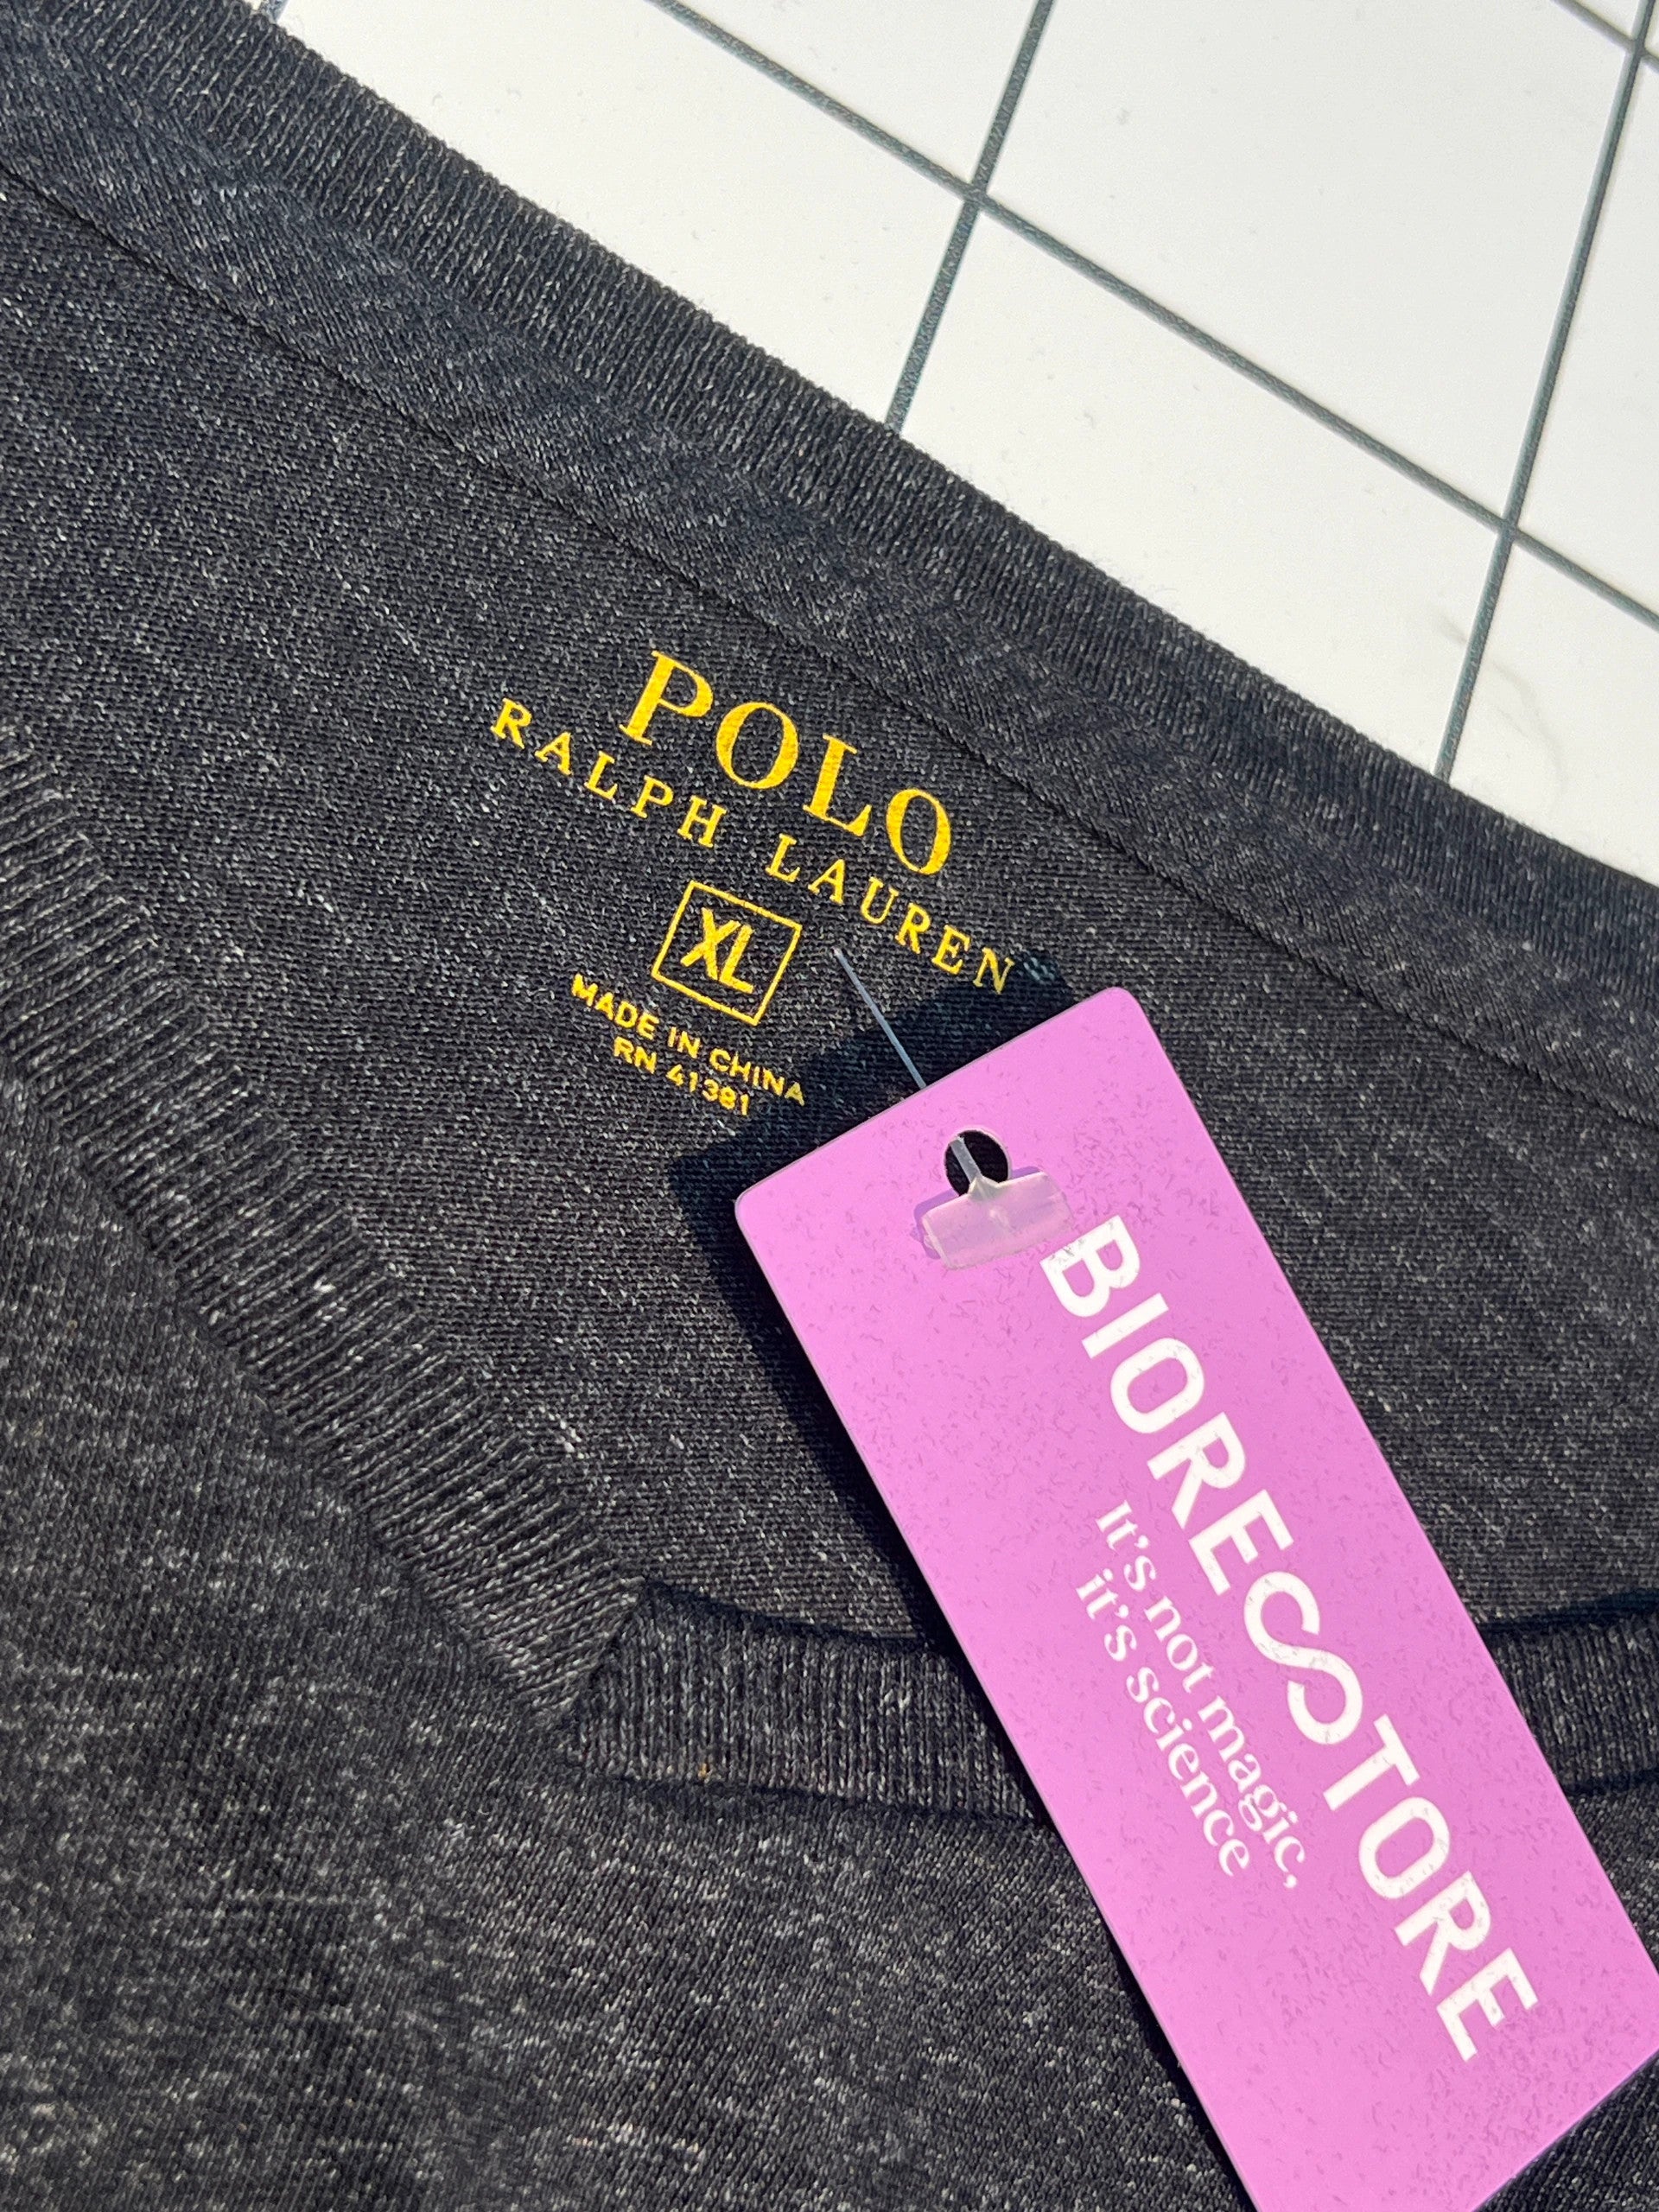 POLO
RALPH LAUREN
XL
MADE IN CHINA
RN 41381
BIORESTORE
It's not magic,
it's science